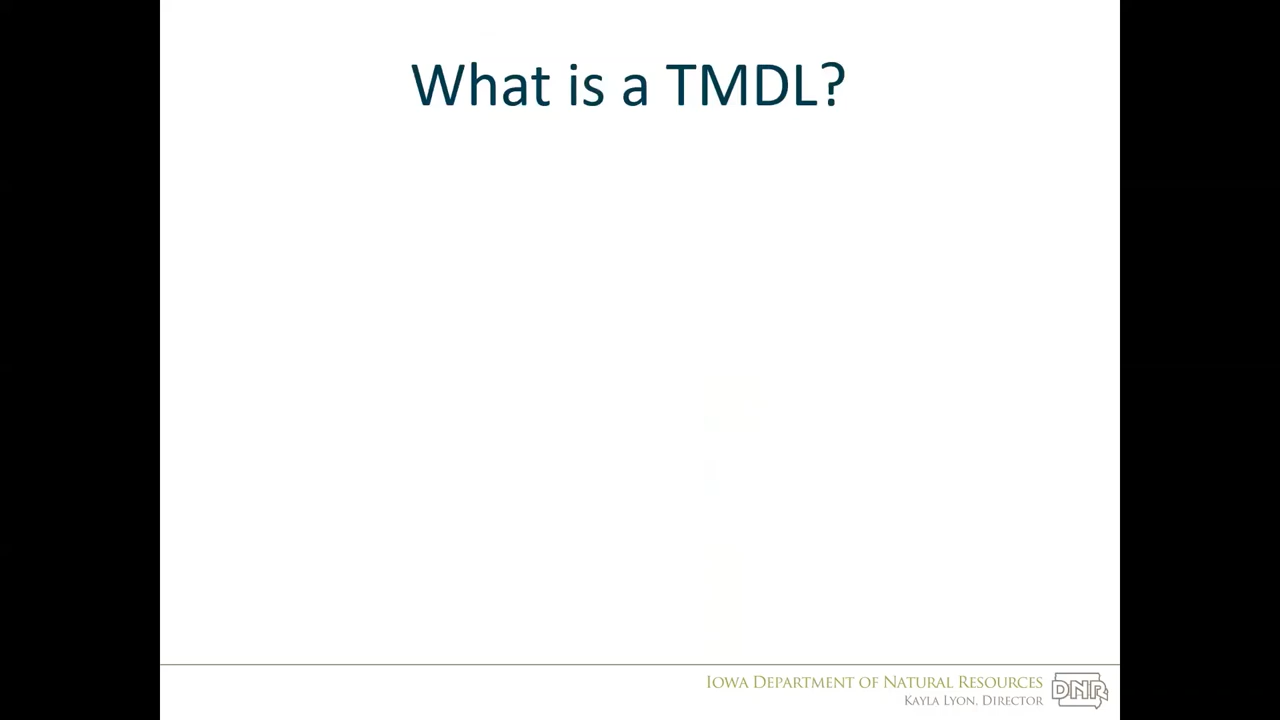 What is a TMDL?
Iowa Department of Natural Resources
Kayla Lyon, Director
DNR